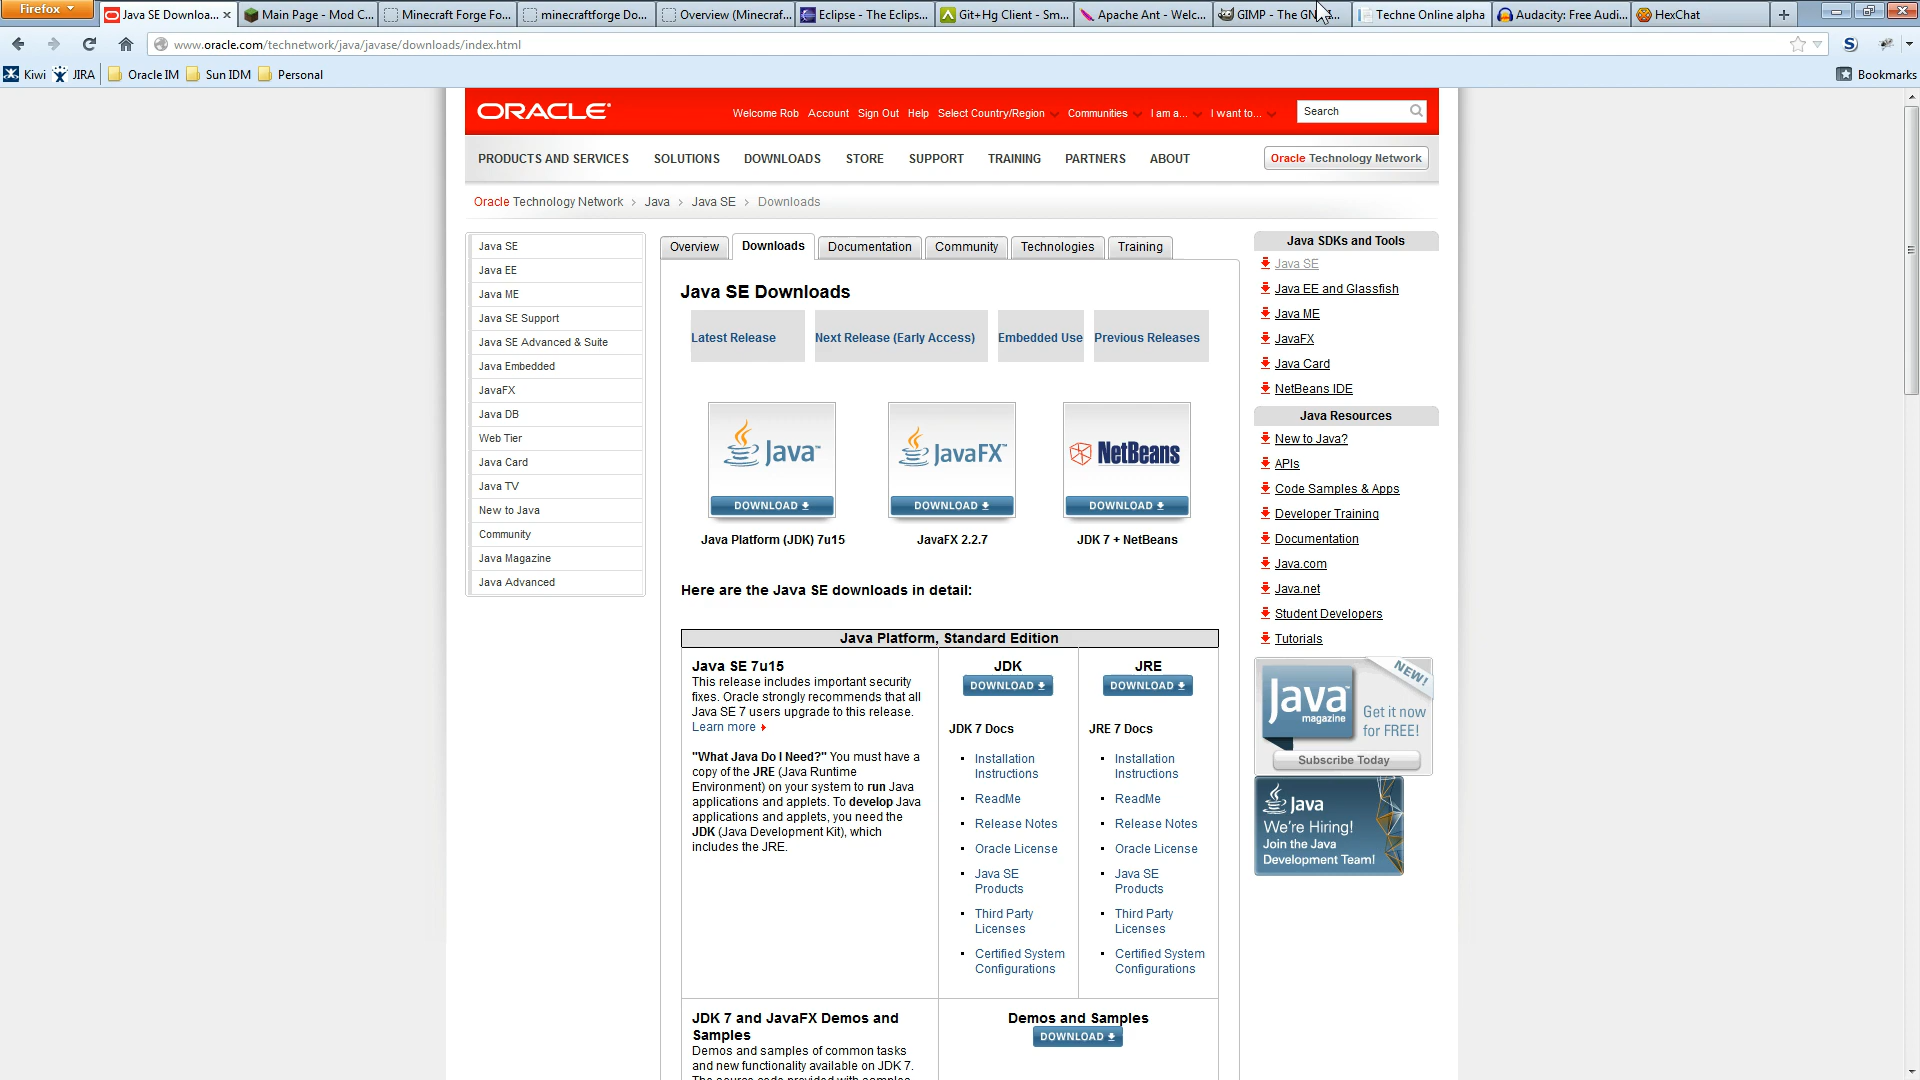 Firefox
Java SE Downloa...
Main Page - Mod C...
Minecraft Forge Fo...
minecraftforge Do...
Overview (Minecraf...
Eclipse - The Eclips...
Git+Hg Client - Sm...
Apache Ant - Welc...
GIMP - The GN
Techne Online alpha
Audacity: Free Audi...
HexChat
www.oracle.com/technetwork/java/javase/downloads/index.html
Kiwi JIRA Oracle IM Sun IDM Personal Bookmarks
ORACLE
Welcome Rob Account Sign Out Help Select Country/Region Communities I am a... I want to... Search
PRODUCTS AND SERVICES SOLUTIONS DOWNLOADS STORE SUPPORT TRAINING PARTNERS ABOUT Oracle Technology Network
Oracle Technology Network > Java > Java SE > Downloads
Java SE
Java EE
Java ME
Java SE Support
Java SE Advanced & Suite
Java Embedded
JavaFX
Java DB
Web Tier
Java Card
Java TV
New to Java
Community
Java Magazine
Java Advanced
Overview Downloads Documentation Community Technologies Training
Java SE Downloads
Latest Release Next Release (Early Access) Embedded Use Previous Releases
Java JavaFX NetBeans
DOWNLOAD DOWNLOAD DOWNLOAD
Java Platform (JDK) 7u15 JavaFX 2.2.7 JDK 7 + NetBeans
Here are the Java SE downloads in detail:
Java Platform, Standard Edition
Java SE 7u15
This release includes important security
fixes. Oracle strongly recommends that all
Java SE 7 users upgrade to this release.
Learn more
"What Java Do I Need?" You must have a
copy of the JRE (Java Runtime
Environment) on your system to run Java
applications and applets. To develop Java
applications and applets, you need the
JDK (Java Development Kit), which
includes the JRE.
JDK
DOWNLOAD
JDK 7 Docs
Installation
Instructions
ReadMe
Release Notes
Oracle License
Java SE
Products
Third Party
Licenses
Certified System
Configurations
JRE
DOWNLOAD
JRE 7 Docs
Installation
Instructions
ReadMe
Release Notes
Oracle License
Java SE
Products
Third Party
Licenses
Certified System
Configurations
JDK 7 and JavaFX Demos and
Samples
Demos and samples of common tasks
and new functionality available on JDK 7.
The source code provided with samples
Demos and Samples
DOWNLOAD
Java SDKs and Tools
Java SE
Java EE and Glassfish
Java ME
JavaFX
Java Card
NetBeans IDE
Java Resources
New to Java?
APIs
Code Samples & Apps
Developer Training
Documentation
Java.com
Java.net
Student Developers
Tutorials
NEW!
Java
magazine
Get it now
for FREE!
Subscribe Today
Java
We're Hiring!
Join the Java
Development Team!